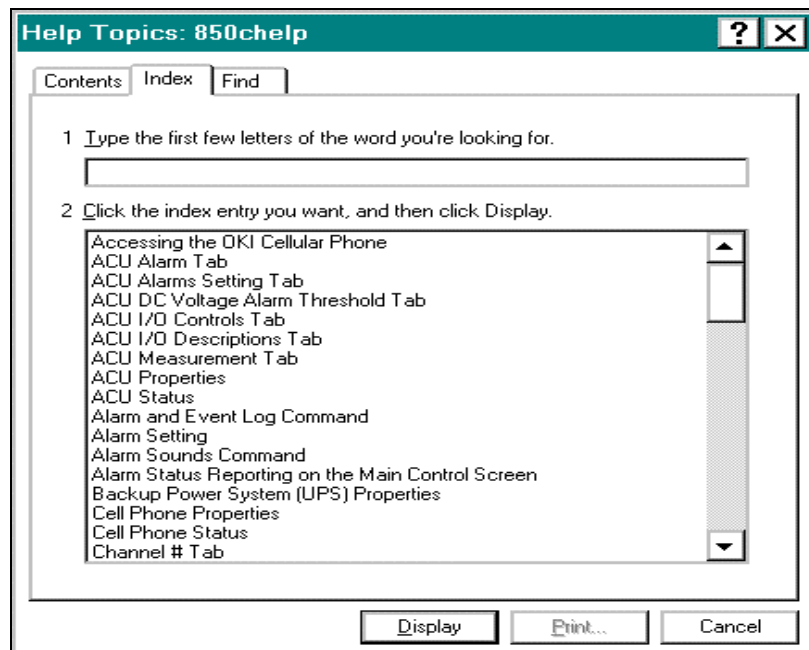 Help Topics: 850chelp
Contents Index Find
1 Type the first few letters of the word you're looking for.
2 Click the index entry you want, and then click Display.
Accessing the OKI Cellular Phone
ACU Alarm Tab
ACU Alarms Setting Tab
ACU DC Voltage Alarm Threshold Tab
ACU I/O Controls Tab
ACU I/O Descriptions Tab
ACU Measurement Tab
ACU Properties
ACU Status
Alarm and Event Log Command
Alarm Setting
Alarm Sounds Command
Alarm Status Reporting on the Main Control Screen
Backup Power System (UPS) Properties
Cell Phone Properties
Cell Phone Status
Channel # Tab
Display Print... Cancel